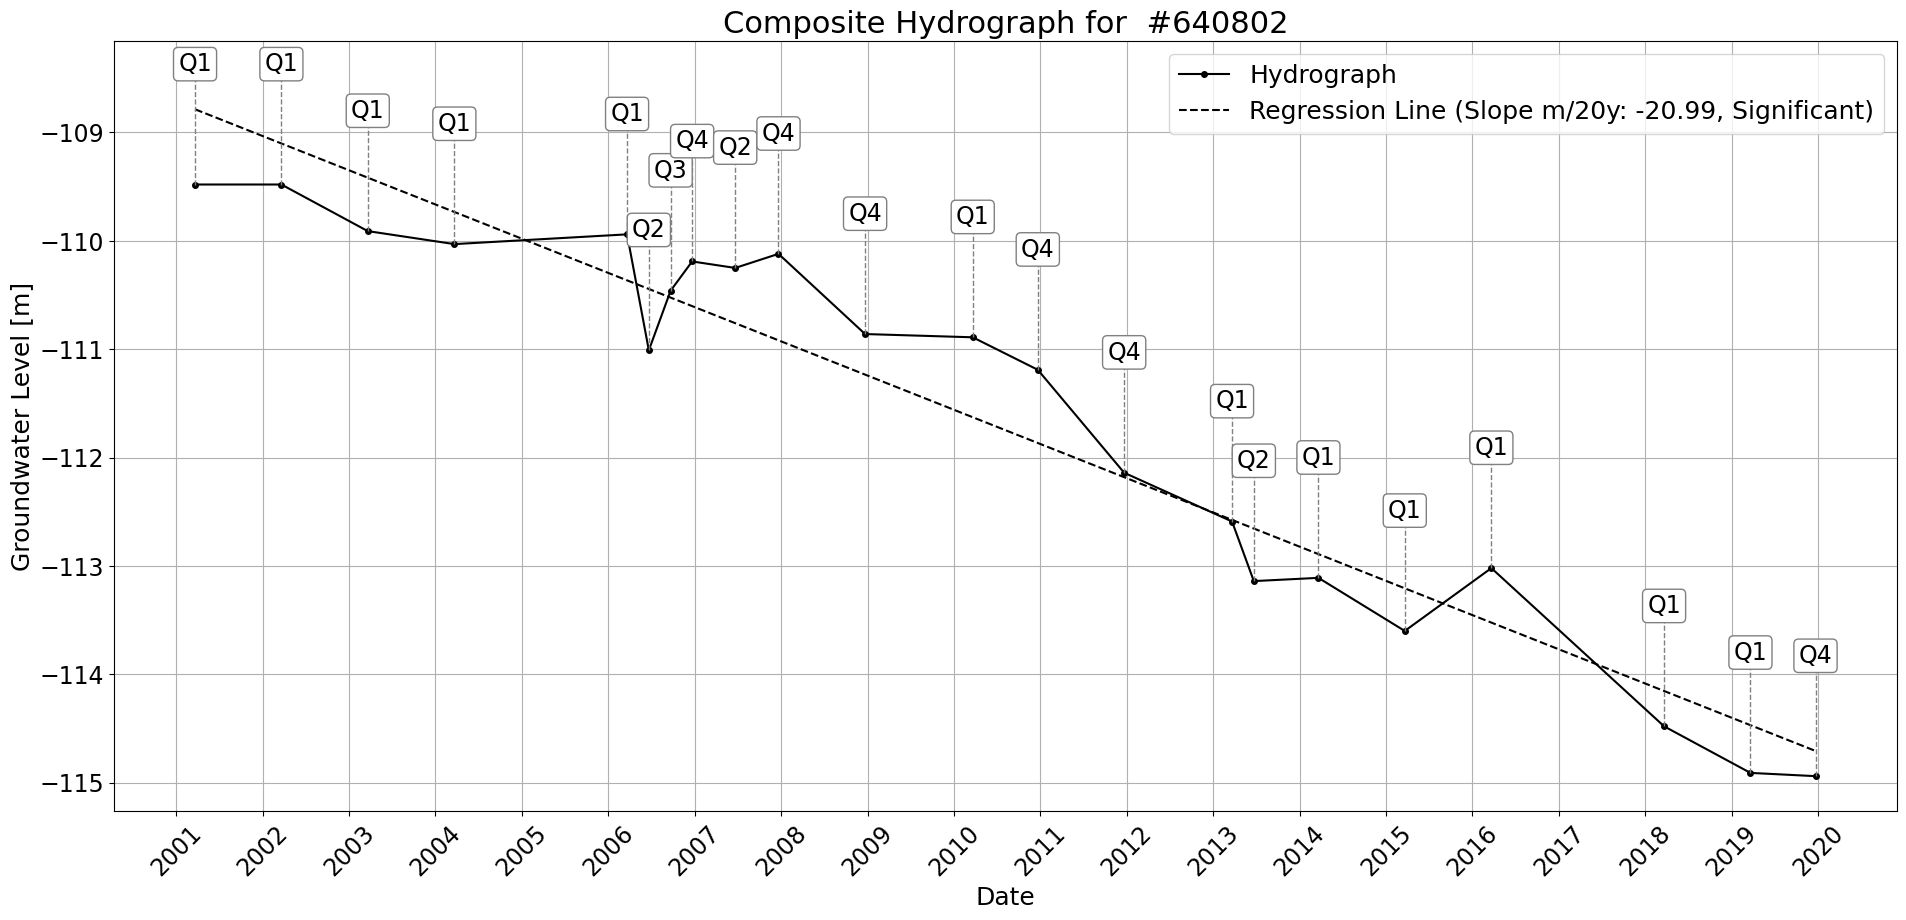 Composite Hydrograph for  #640802
Hydrograph
Regression Line (Slope m/20y: -20.99, Significant)
Q1
Q1
Q1
Q1
Q1
Q2
Q3
Q4
Q2
Q4
Q4
Q1
Q4
Q4
Q1
Q2
Q1
Q1
Q1
Q1
Q1
Q4
Groundwater Level [m]
−109
−110
−111
−112
−113
−114
−115
2001
2002
2003
2004
2005
2006
2007
2008
2009
2010
2011
2012
2013
2014
2015
2016
2017
2018
2019
2020
Date